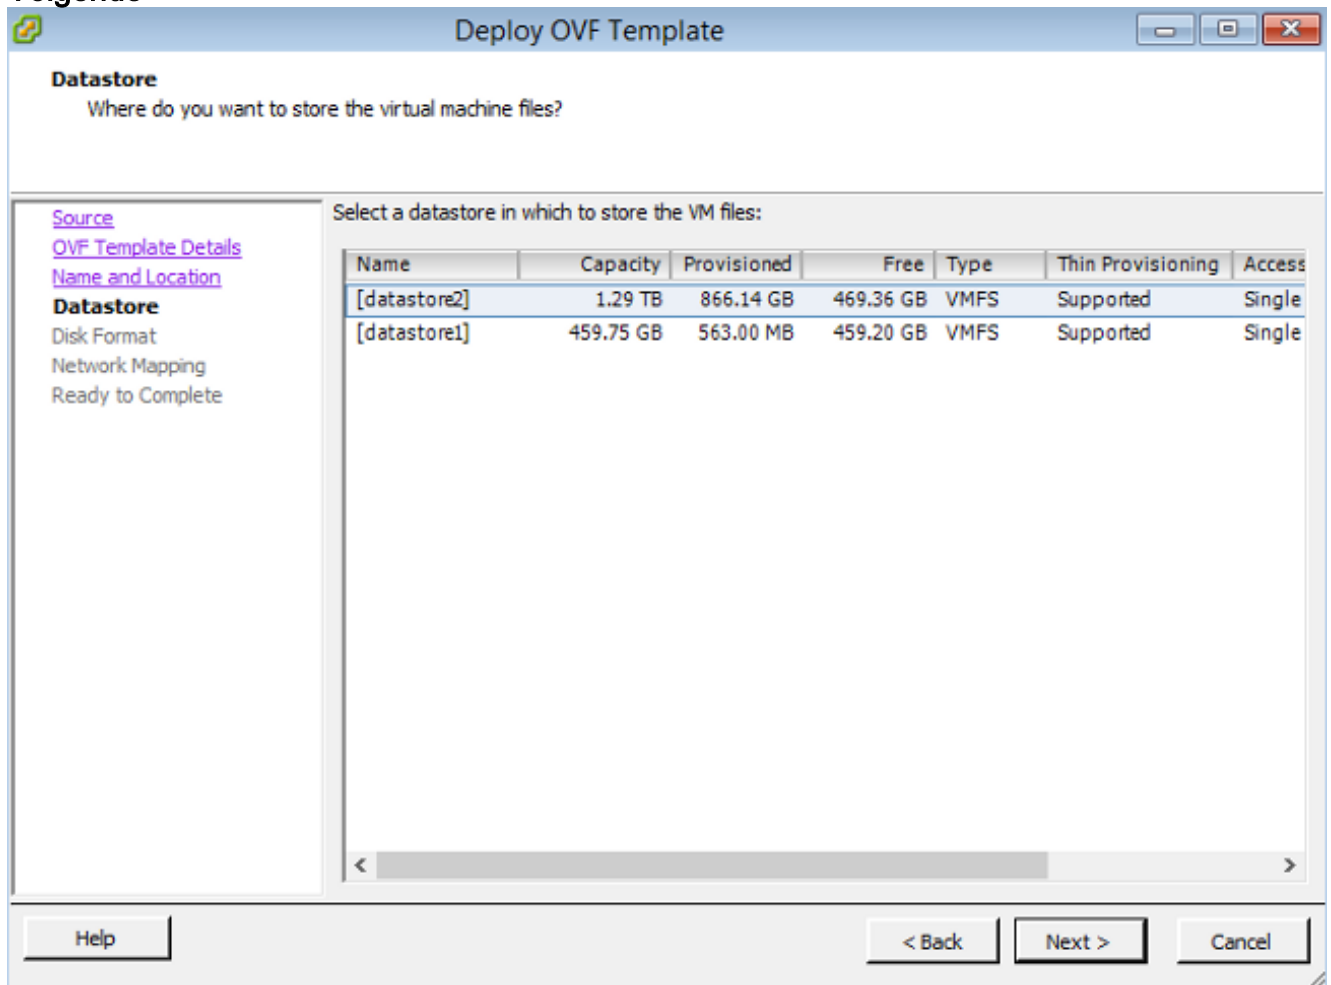 Deploy OVF Template
Datastore
Where do you want to store the virtual machine files?
Source
OVF Template Details
Name and Location
Datastore
Disk Format
Network Mapping
Ready to Complete
Select a datastore in which to store the VM files:
Name Capacity Provisioned Free Type Thin Provisioning Access
[datastore2] 1.29 TB 866.14 GB 469.36 GB VMFS Supported Single
[datastore1] 459.75 GB 563.00 MB 459.20 GB VMFS Supported Single
Help < Back Next > Cancel